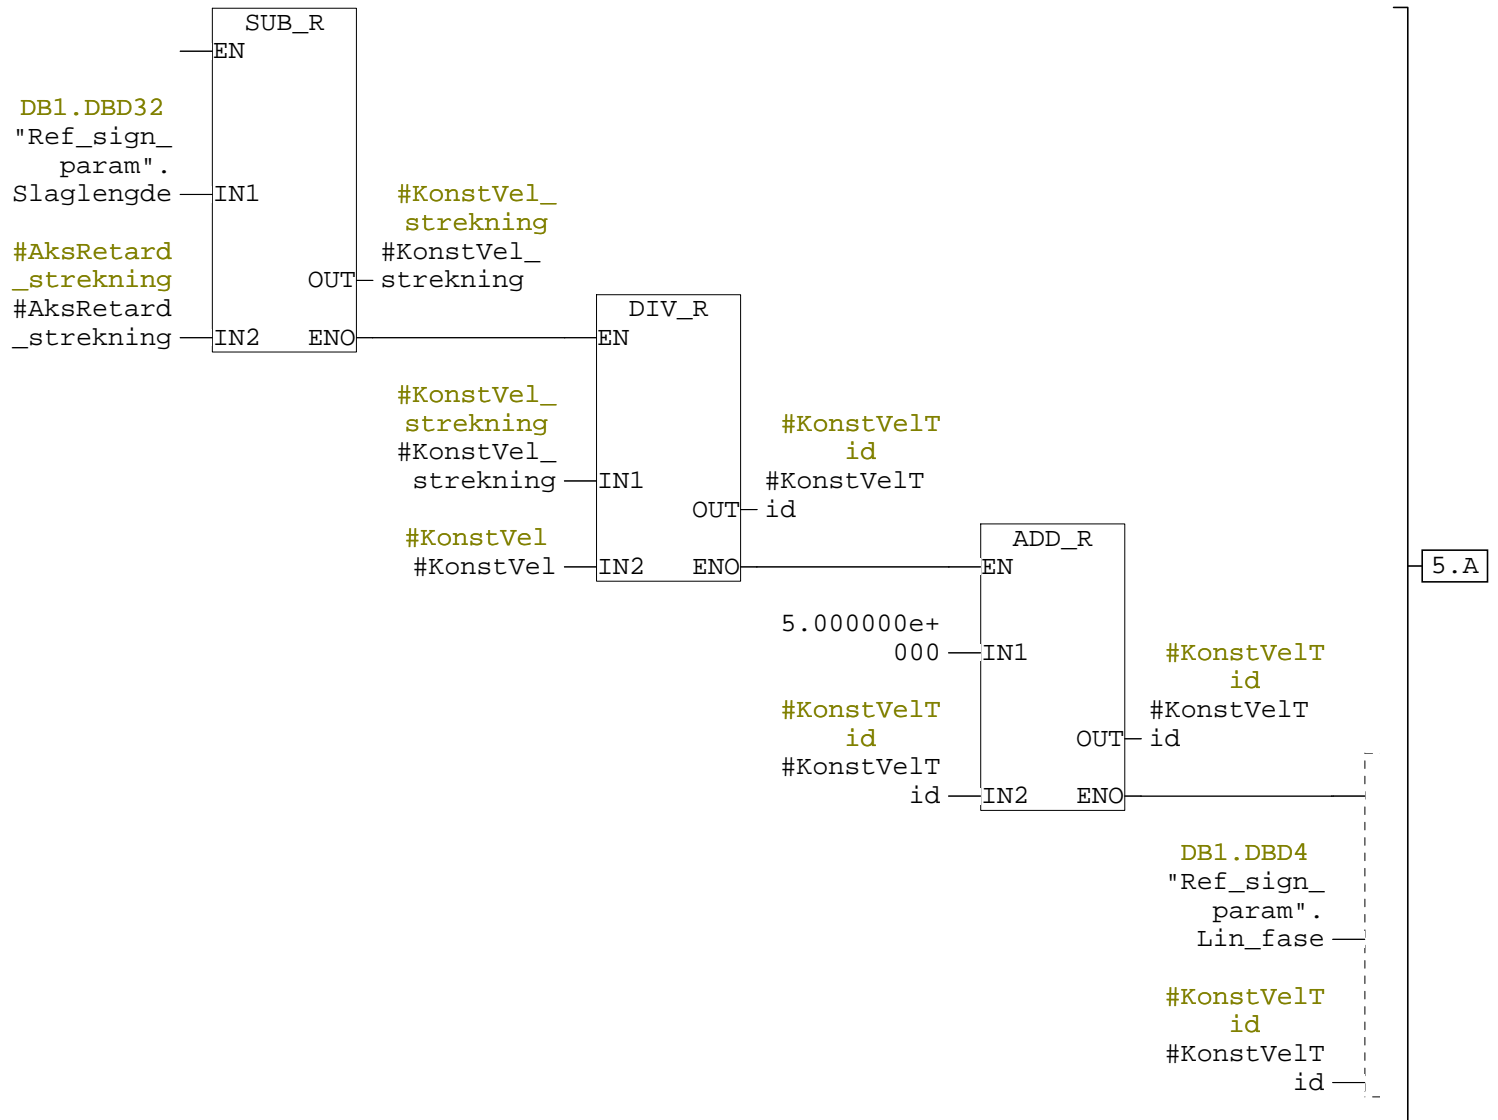 SUB_R
EN
DB1.DBD32
"Ref_sign_
param".
Slaglengde
IN1
#AksRetard
_strekning
#AksRetard
_strekning
IN2
#KonstVel_
strekning
#KonstVel_
strekning
OUT
ENO
DIV_R
EN
#KonstVel_
strekning
#KonstVel_
strekning
IN1
#KonstVel
#KonstVel
IN2
#KonstVelT
id
#KonstVelT
id
OUT
ENO
ADD_R
EN
5.000000e+
000
IN1
#KonstVelT
id
#KonstVelT
id
IN2
#KonstVelT
id
#KonstVelT
id
OUT
ENO
5.A
DB1.DBD4
"Ref_sign_
param".
Lin_fase
#KonstVelT
id
#KonstVelT
id